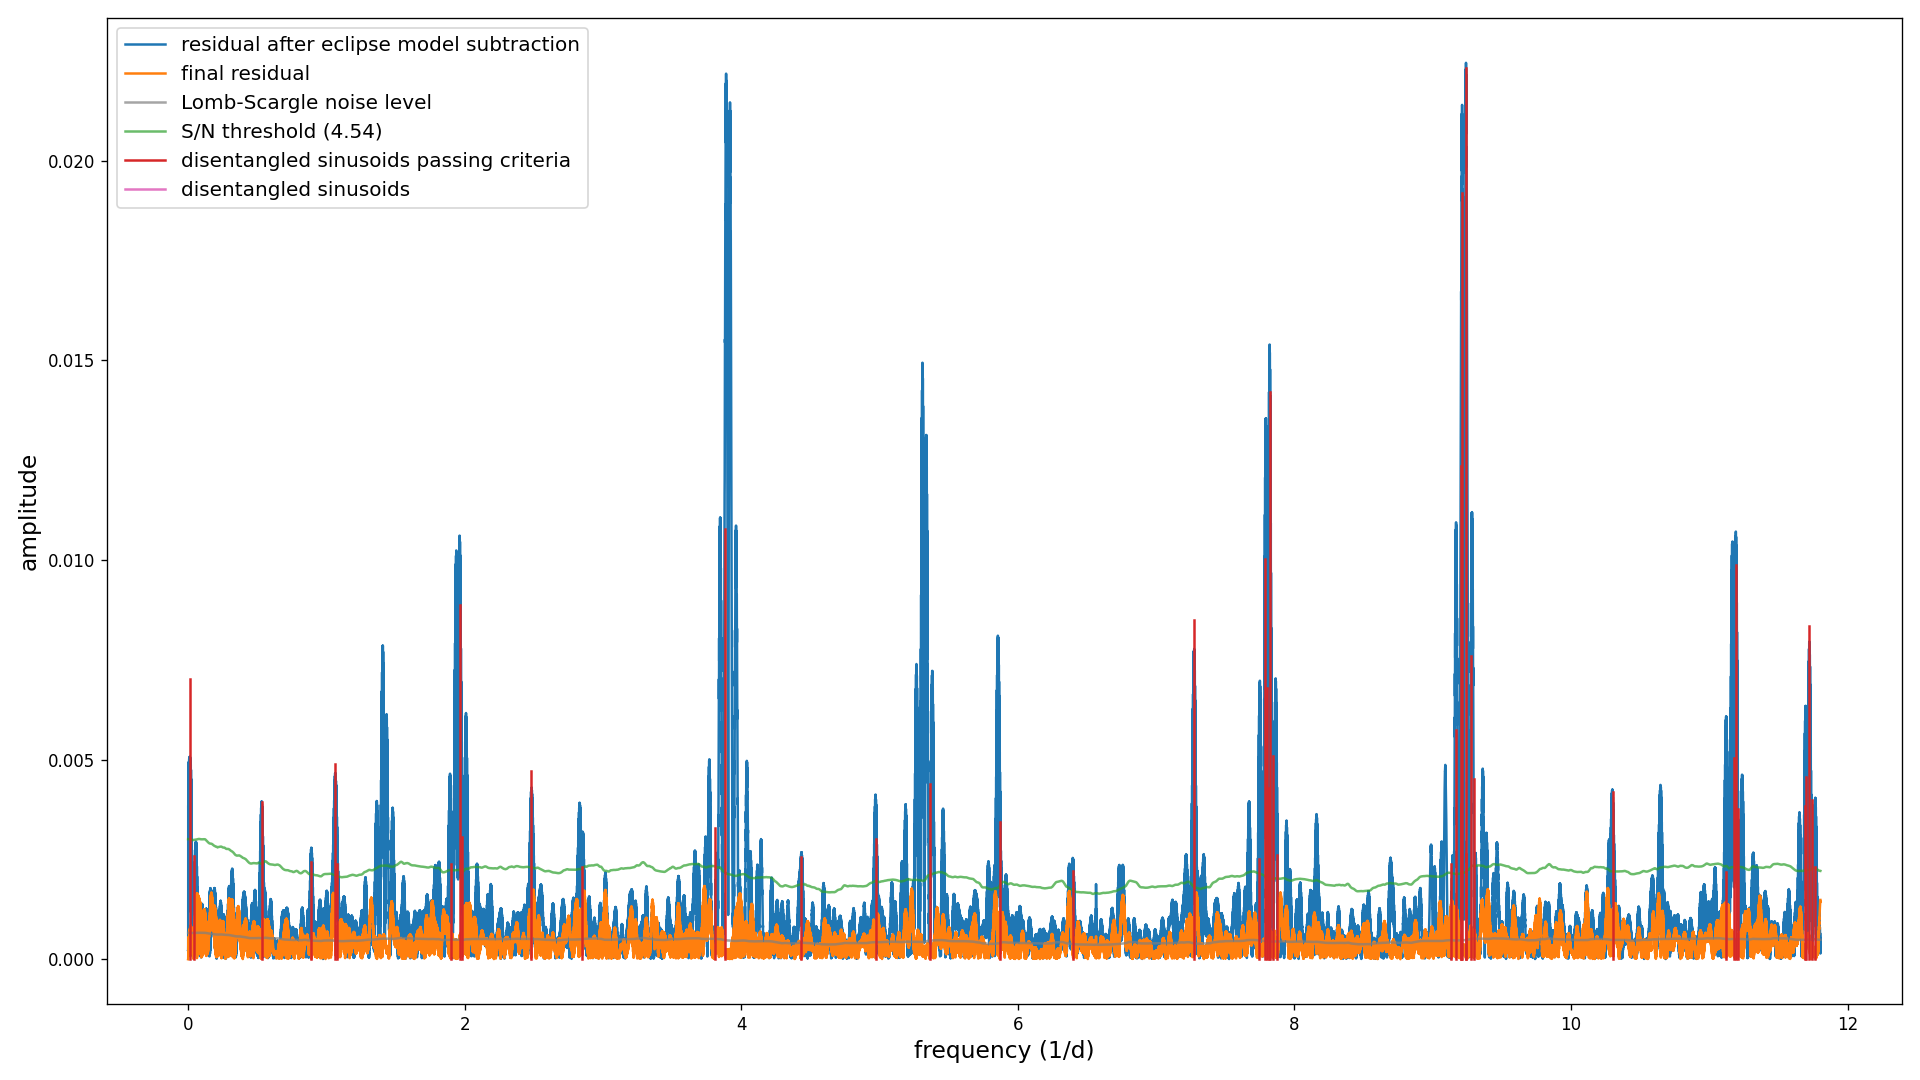 residual after eclipse model subtraction
final residual
Lomb-Scargle noise level
S/N threshold (4.54)
disentangled sinusoids passing criteria
disentangled sinusoids
0.020
0.015
0.010
0.005
0.000
amplitude
0 2 4 6 8 10 12
frequency (1/d)